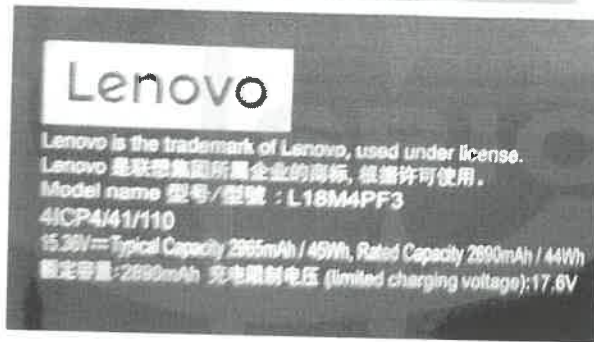 Lenovo
Lenovo is the trademark of Lenovo, used under license.
Lenovo 是联想集团所属企业的商标, 根据许可使用。
Model name 型号/型號 : L18M4PF3
4ICP4/41/110
15.36V⎓Typical Capacity 2965mAh / 45Wh, Rated Capacity 2890mAh / 44Wh
额定容量:2890mAh 充电限制电压 (limited charging voltage):17.6V